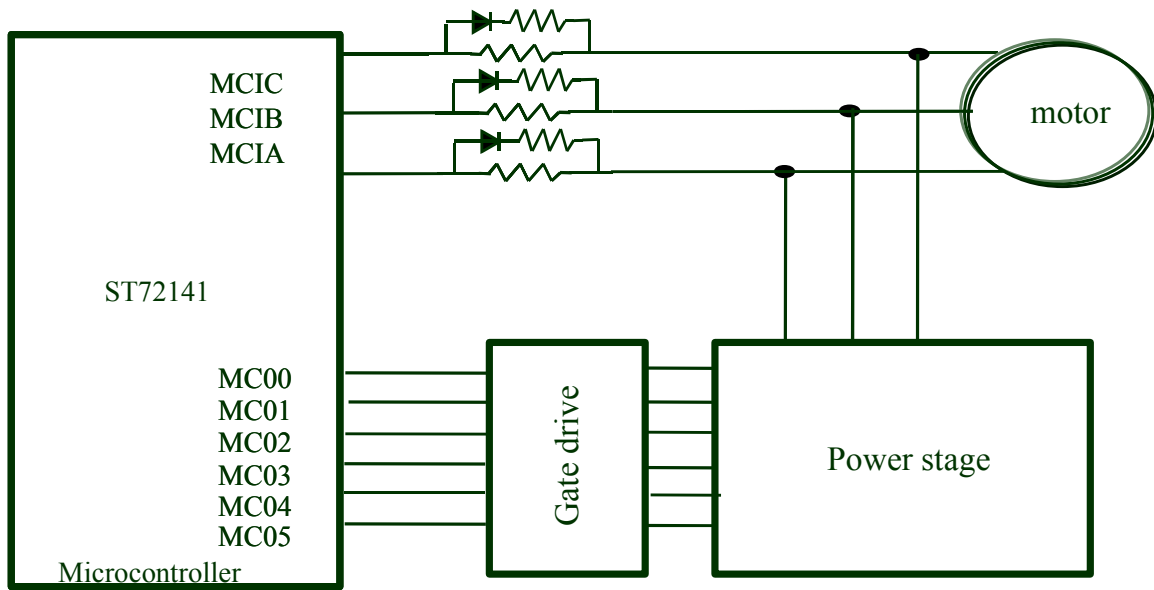 MCIC
MCIB
MCIA
motor
ST72141
MC00
MC01
MC02
MC03
MC04
MC05
Microcontroller
Gate drive
Power stage